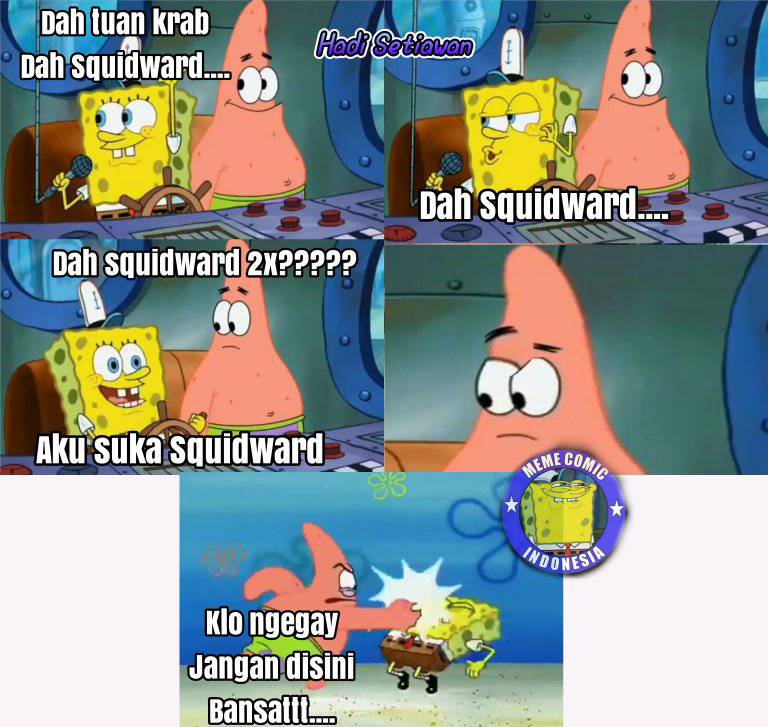 Dah tuan krab
Dah Squidward....
Hadi Setiawan
Dah Squidward....
Dah squidward 2x?????
Aku suka Squidward
MEME COMIC
INDONESIA
Klo ngegay
Jangan disini
Bansattt....